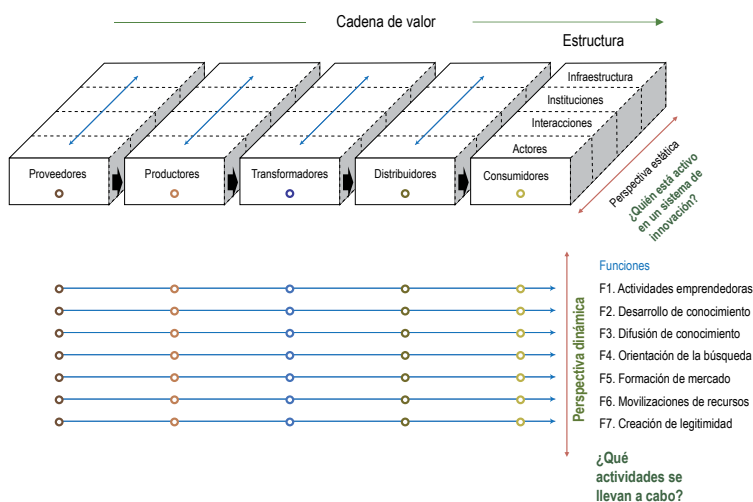 Cadena de valor
Estructura
Infraestructura
Instituciones
Interacciones
Actores
Proveedores
Productores
Transformadores
Distribuidores
Consumidores
Perspectiva estática
¿Quién está activo
en un sistema de
innovación?
Perspectiva dinámica
Funciones
F1. Actividades emprendedoras
F2. Desarrollo de conocimiento
F3. Difusión de conocimiento
F4. Orientación de la búsqueda
F5. Formación de mercado
F6. Movilizaciones de recursos
F7. Creación de legitimidad
¿Qué
actividades se
llevan a cabo?